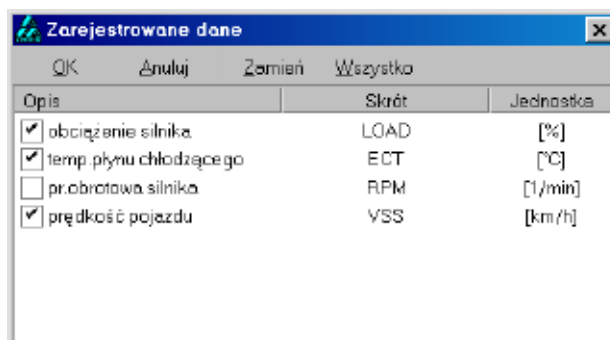 Zarejestrowane dane
OK Anuluj Zamień Wszystko
Opis Skrót Jednostka
obciążenie silnika LOAD [%]
temp.płynu chłodzącego ECT [°C]
pr.obrotowa silnika RPM [1/min]
prędkość pojazdu VSS [km/h]